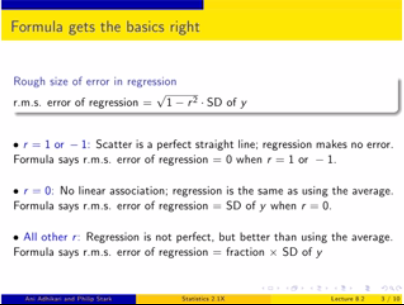 Formula gets the basics right
Rough size of error in regression
r.m.s. error of regression = √1 − r² · SD of y
• r = 1 or − 1: Scatter is a perfect straight line; regression makes no error.
Formula says r.m.s. error of regression = 0 when r = 1 or − 1.
• r = 0: No linear association; regression is the same as using the average.
Formula says r.m.s. error of regression = SD of y when r = 0.
• All other r: Regression is not perfect, but better than using the average.
Formula says r.m.s. error of regression = fraction × SD of y
Ani Adhikari and Philip Stark Statistics 2.1X Lecture 8.2 3 / 10